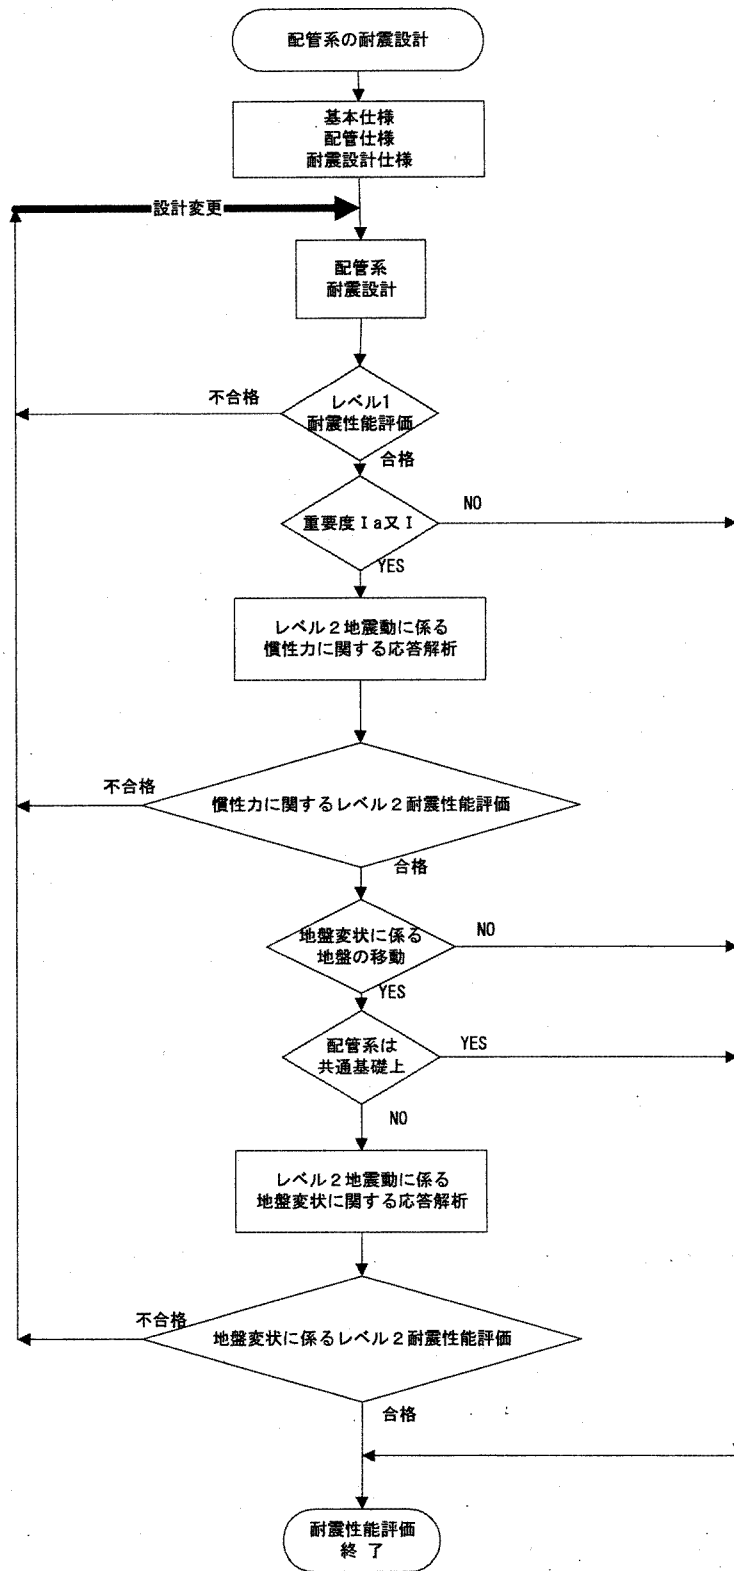 配管系の耐震設計
基本仕様
配管仕様
耐震設計仕様
設計変更
配管系
耐震設計
不合格
レベル1
耐震性能評価
合格
重要度Ⅰa又Ⅰ
NO
YES
レベル2地震動に係る
慣性力に関する応答解析
不合格
慣性力に関するレベル2耐震性能評価
合格
地盤変状に係る
地盤の移動
NO
YES
配管系は
共通基礎上
YES
NO
レベル2地震動に係る
地盤変状に関する応答解析
不合格
地盤変状に係るレベル2耐震性能評価
合格
耐震性能評価
終 了